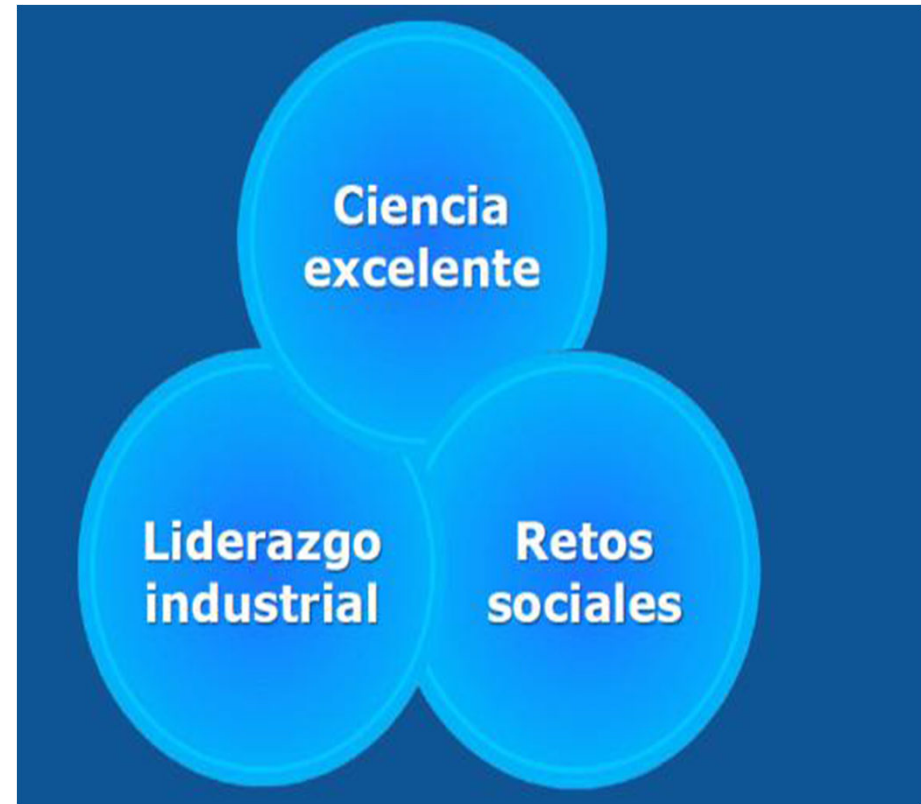 Ciencia
excelente
Liderazgo
industrial
Retos
sociales